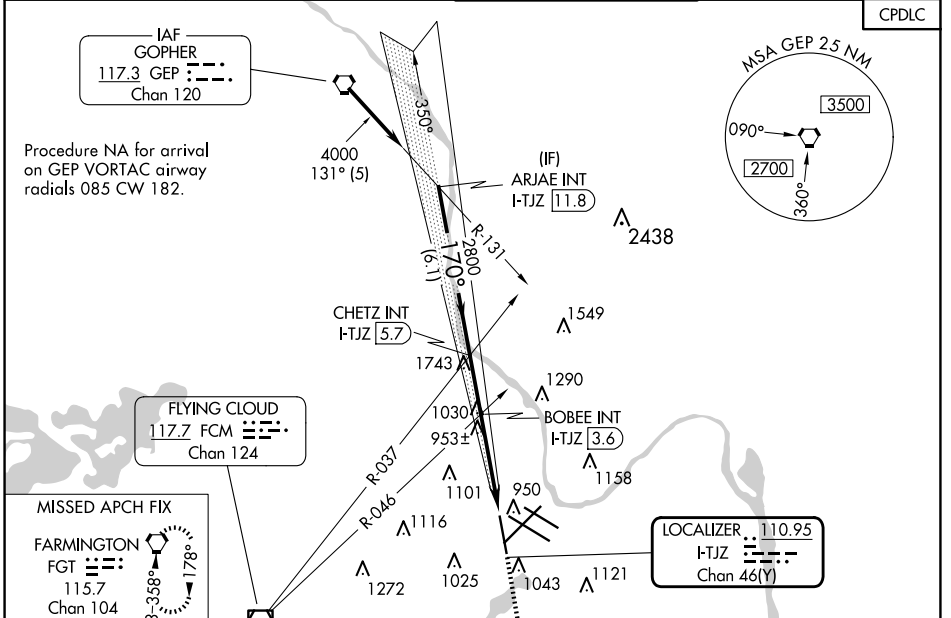 CPDLC
IAF
GOPHER
117.3 GEP
Chan 120
Procedure NA for arrival
on GEP VORTAC airway
radials 085 CW 182.
4000
131° (5)
350°
(IF)
ARJAE INT
I-TJZ 11.8
MSA GEP 25 NM
3500
090°
2700
360°
2438
R-131
2800
170°
(6.1)
CHETZ INT
I-TJZ 5.7
1743
1549
1290
1030
953±
BOBEE INT
I-TJZ 3.6
FLYING CLOUD
117.7 FCM
Chan 124
R-037
R-046
1101
950
1158
1116
1272
1025
1043
1121
LOCALIZER 110.95
I-TJZ
Chan 46(Y)
MISSED APCH FIX
FARMINGTON
FGT
115.7
Chan 104
358°
178°